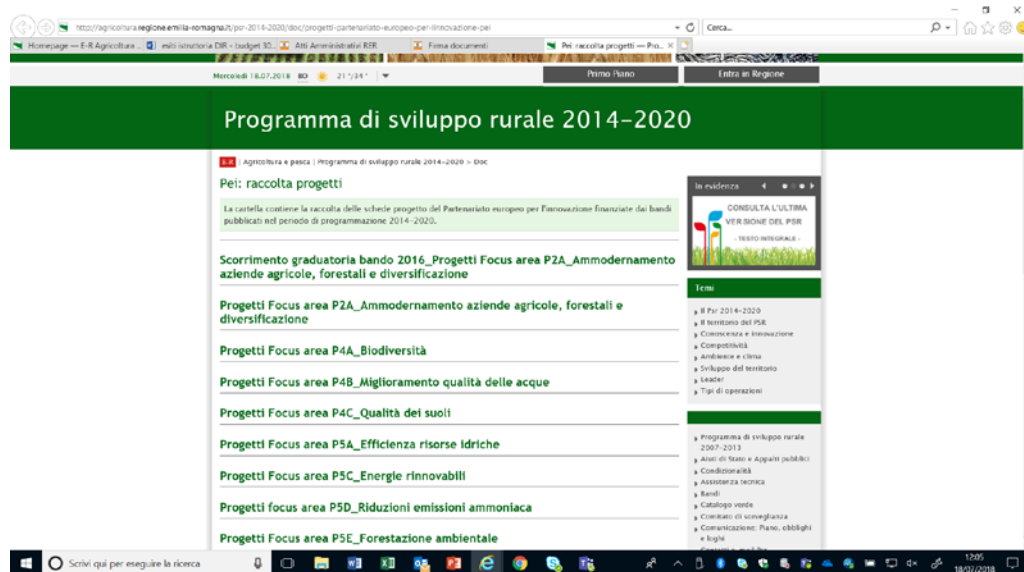 http://agricoltura.regione.emilia-romagna.it/psr-2014-2020/doc/progetti-partenariato-europeo-per-linnovazione-pei
Cerca...
Homepage — E-R Agricoltura ...
esiti istruttoria DIR - budget 30...
Atti Amministrativi RER
Firma documenti
Pei: raccolta progetti — Pro...
Mercoledì 18.07.2018 BO 21°/34°
Primo Piano
Entra in Regione
Programma di sviluppo rurale 2014-2020
E-R | Agricoltura e pesca | Programma di sviluppo rurale 2014-2020 > Doc
Pei: raccolta progetti
La cartella contiene la raccolta delle schede progetto del Partenariato europeo per l'innovazione finanziate dai bandi
pubblicati nel periodo di programmazione 2014-2020.
Scorrimento graduatoria bando 2016_Progetti Focus area P2A_Ammodernamento
aziende agricole, forestali e diversificazione
Progetti Focus area P2A_Ammodernamento aziende agricole, forestali e
diversificazione
Progetti Focus area P4A_Biodiversità
Progetti Focus area P4B_Miglioramento qualità delle acque
Progetti Focus area P4C_Qualità dei suoli
Progetti Focus area P5A_Efficienza risorse idriche
Progetti Focus area P5C_Energie rinnovabili
Progetti focus area P5D_Riduzioni emissioni ammoniaca
Progetti Focus area P5E_Forestazione ambientale
In evidenza
CONSULTA L'ULTIMA
VERSIONE DEL PSR
- TESTO INTEGRALE -
Temi
Il Psr 2014-2020
Il territorio del PSR
Conoscenza e innovazione
Competitività
Ambiente e clima
Sviluppo del territorio
Leader
Tipi di operazioni
Programma di sviluppo rurale
2007-2013
Aiuti di Stato e Appalti pubblici
Condizionalità
Assistenza tecnica
Bandi
Catalogo verde
Comitato di sorveglianza
Comunicazione: Piano, obblighi
e loghi
Scrivi qui per eseguire la ricerca
12:05
18/07/2018